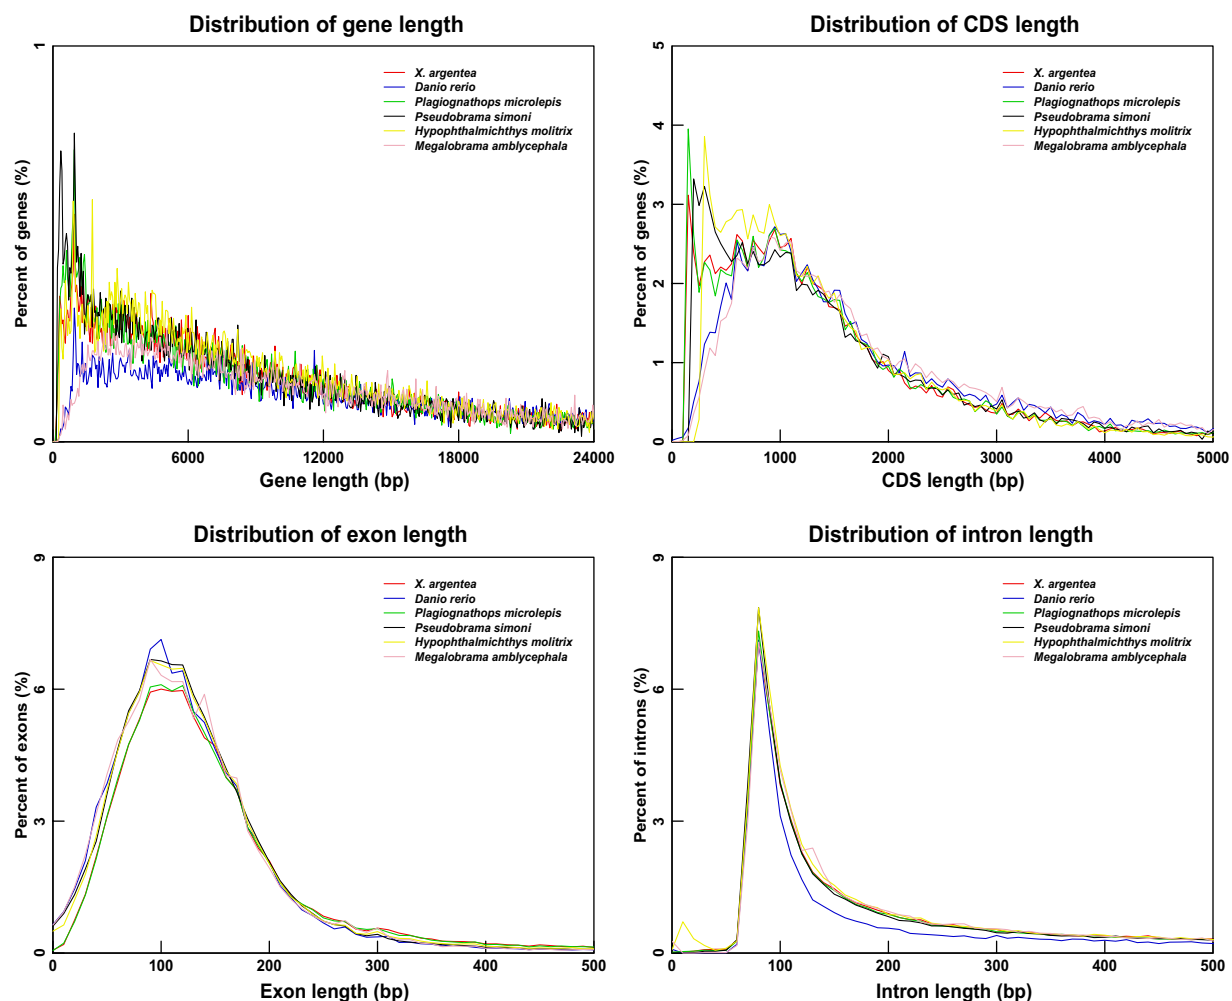 Distribution of gene length
Percent of genes (%)
1
0
X. argentea
Danio rerio
Plagiognathops microlepis
Pseudobrama simoni
Hypophthalmichthys molitrix
Megalobrama amblycephala
0 6000 12000 18000 24000
Gene length (bp)
Distribution of CDS length
Percent of genes (%)
5
4
3
2
1
0
X. argentea
Danio rerio
Plagiognathops microlepis
Pseudobrama simoni
Hypophthalmichthys molitrix
Megalobrama amblycephala
0 1000 2000 3000 4000 5000
CDS length (bp)
Distribution of exon length
Percent of exons (%)
9
6
3
0
X. argentea
Danio rerio
Plagiognathops microlepis
Pseudobrama simoni
Hypophthalmichthys molitrix
Megalobrama amblycephala
0 100 200 300 400 500
Exon length (bp)
Distribution of intron length
Percent of introns (%)
9
6
3
0
X. argentea
Danio rerio
Plagiognathops microlepis
Pseudobrama simoni
Hypophthalmichthys molitrix
Megalobrama amblycephala
0 100 200 300 400 500
Intron length (bp)